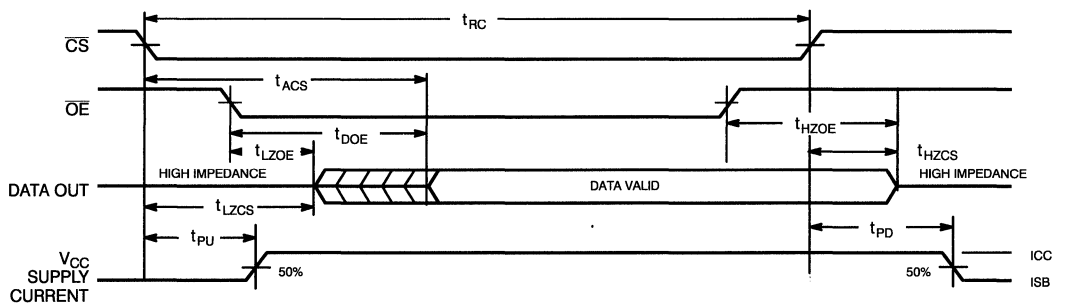 tRC
CS
tACS
OE
tDOE
tHZOE
tLZOE
tHZCS
HIGH IMPEDANCE
DATA VALID
HIGH IMPEDANCE
DATA OUT
tLZCS
tPU
tPD
VCC
SUPPLY
CURRENT
50%
50%
ICC
ISB